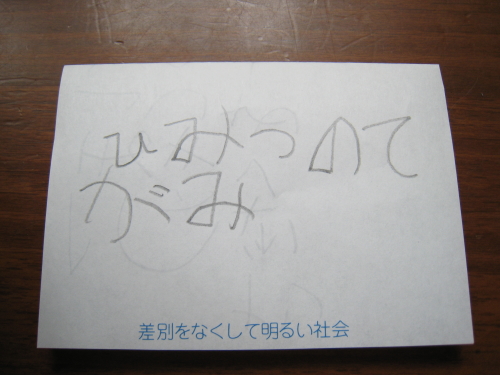 ひみつのて
がみ
差別をなくして明るい社会